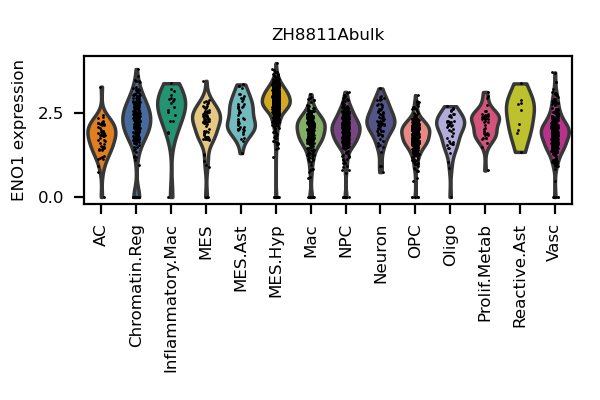 ZH8811Abulk
ENO1 expression
2.5
0.0
AC
Chromatin.Reg
Inflammatory.Mac
MES
MES.Ast
MES.Hyp
Mac
NPC
Neuron
OPC
Oligo
Prolif.Metab
Reactive.Ast
Vasc